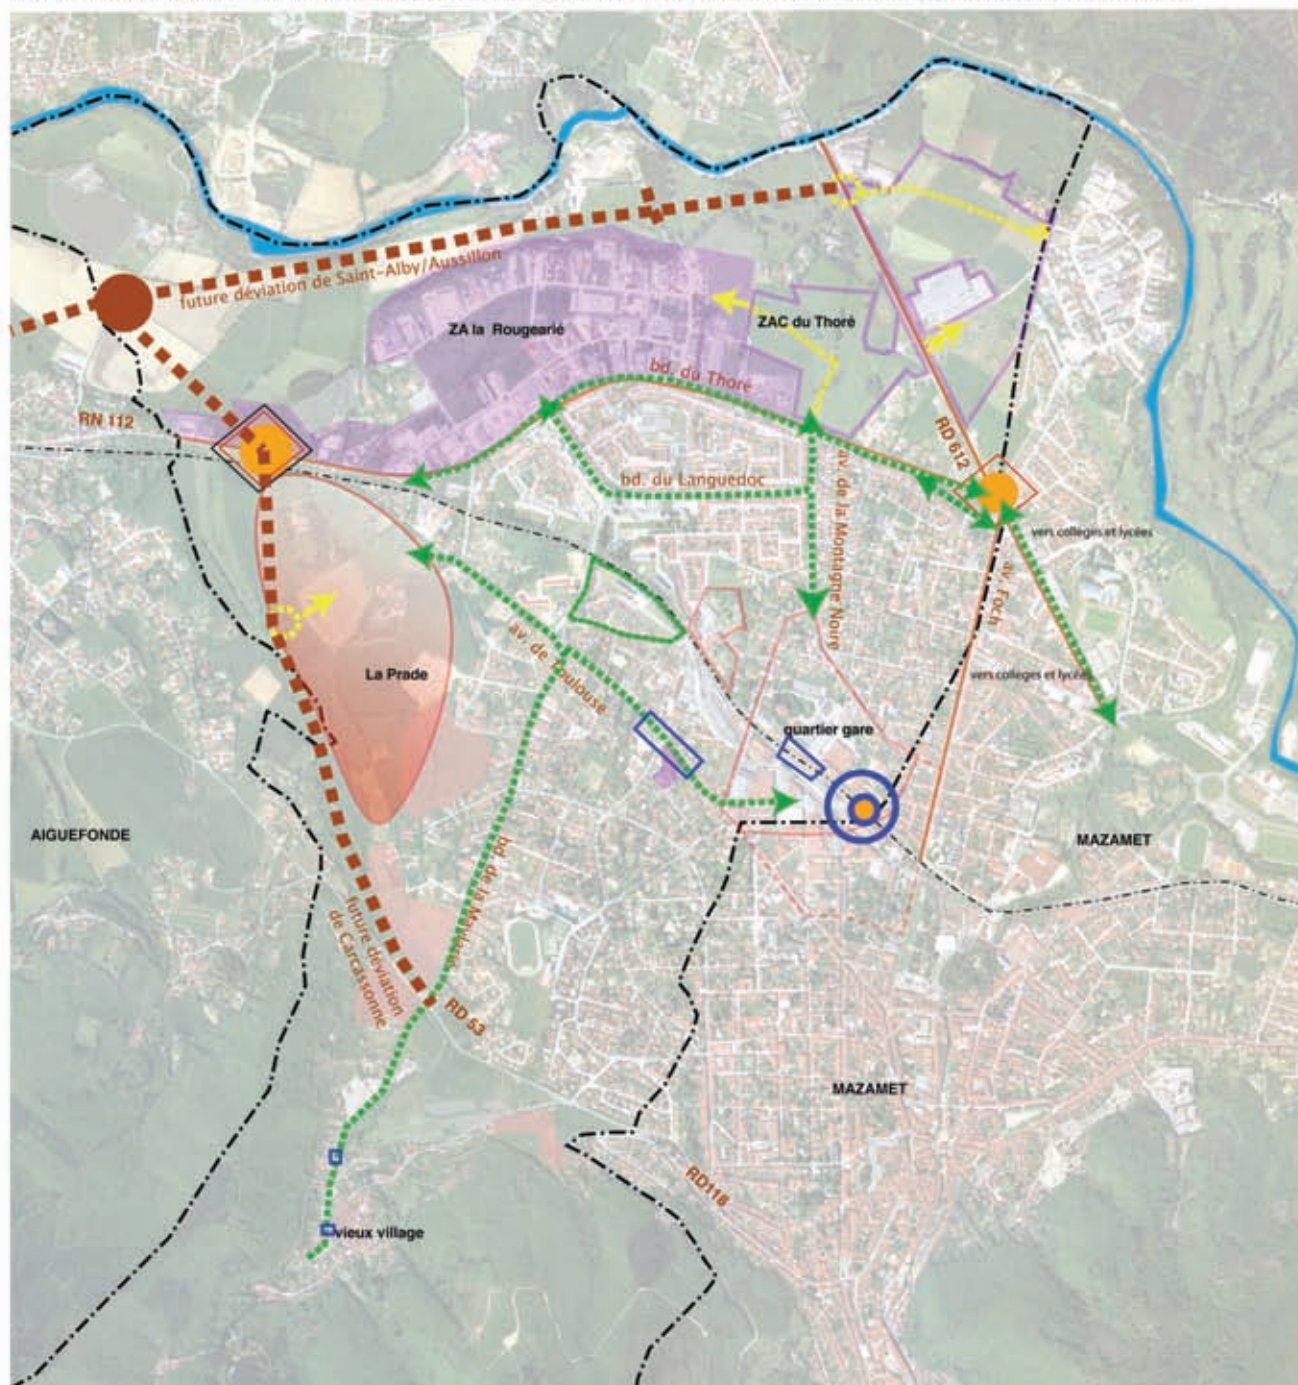 future déviation de Saint-Alby/Aussillon
ZA la Rougearié
ZAC du Thoré
bd. du Thoré
RN 112
RD 612
bd. du Languedoc
av. de la Montagne Noire
vers collèges et lycées
av. Foch
av. de Toulouse
La Prade
vers colleges et lycées
quartier gare
AIGUEFONDE
MAZAMET
future déviation
de Carcassonne
RD 53
MAZAMET
RD118
vieux village